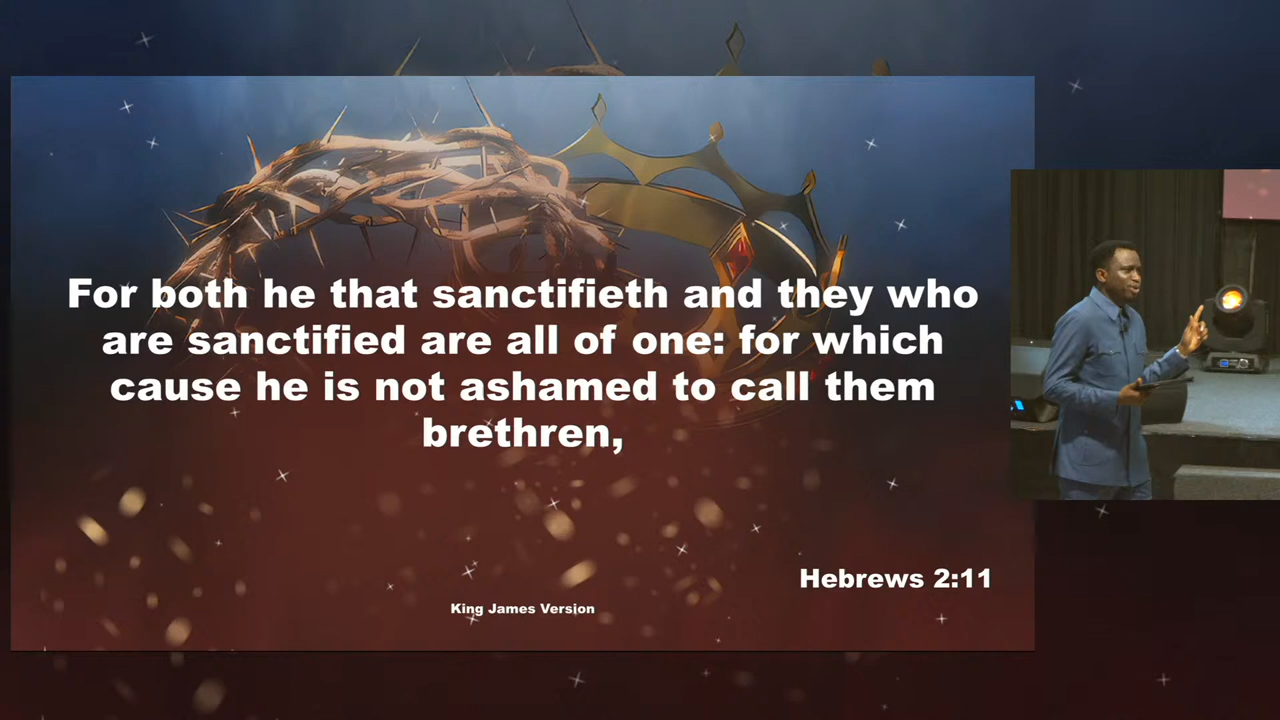 For both he that sanctifieth and they who
are sanctified are all of one: for which
cause he is not ashamed to call them
brethren,
Hebrews 2:11
King James Version